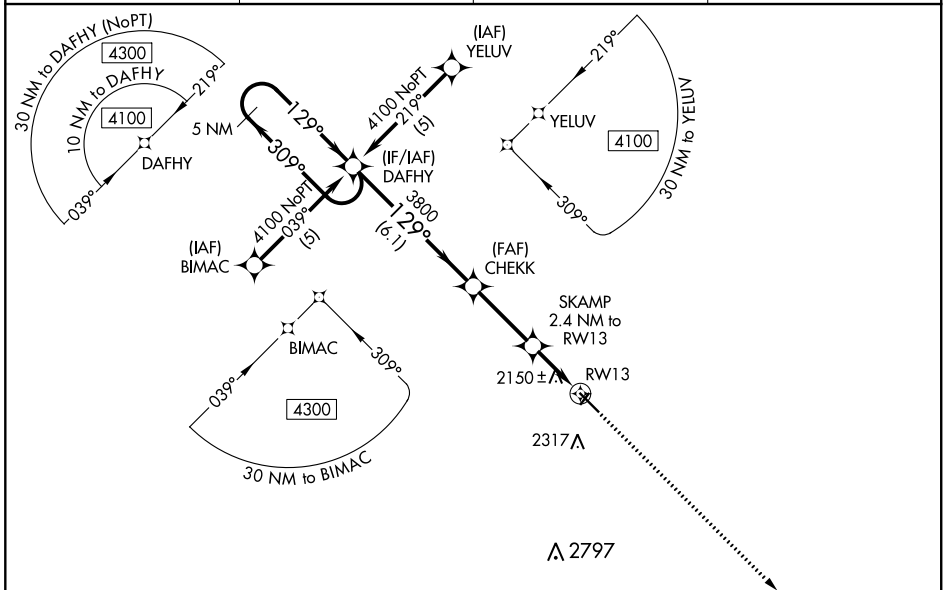 30 NM to DAFHY (NoPT)
4300
10 NM to DAFHY
4100
219°
DAFHY
039°
5 NM
129°
309°
(IAF)
YELUV
4100 NoPT
219°
(5)
(IF/IAF)
DAFHY
4100 NoPT
039°
(5)
(IAF)
BIMAC
3800
129°
(6.1)
(FAF)
CHEKK
SKAMP
2.4 NM to
RW13
2150 ±
RW13
2317
2797
219°
YELUV
4100
30 NM to YELUV
309°
BIMAC
309°
039°
4300
30 NM to BIMAC